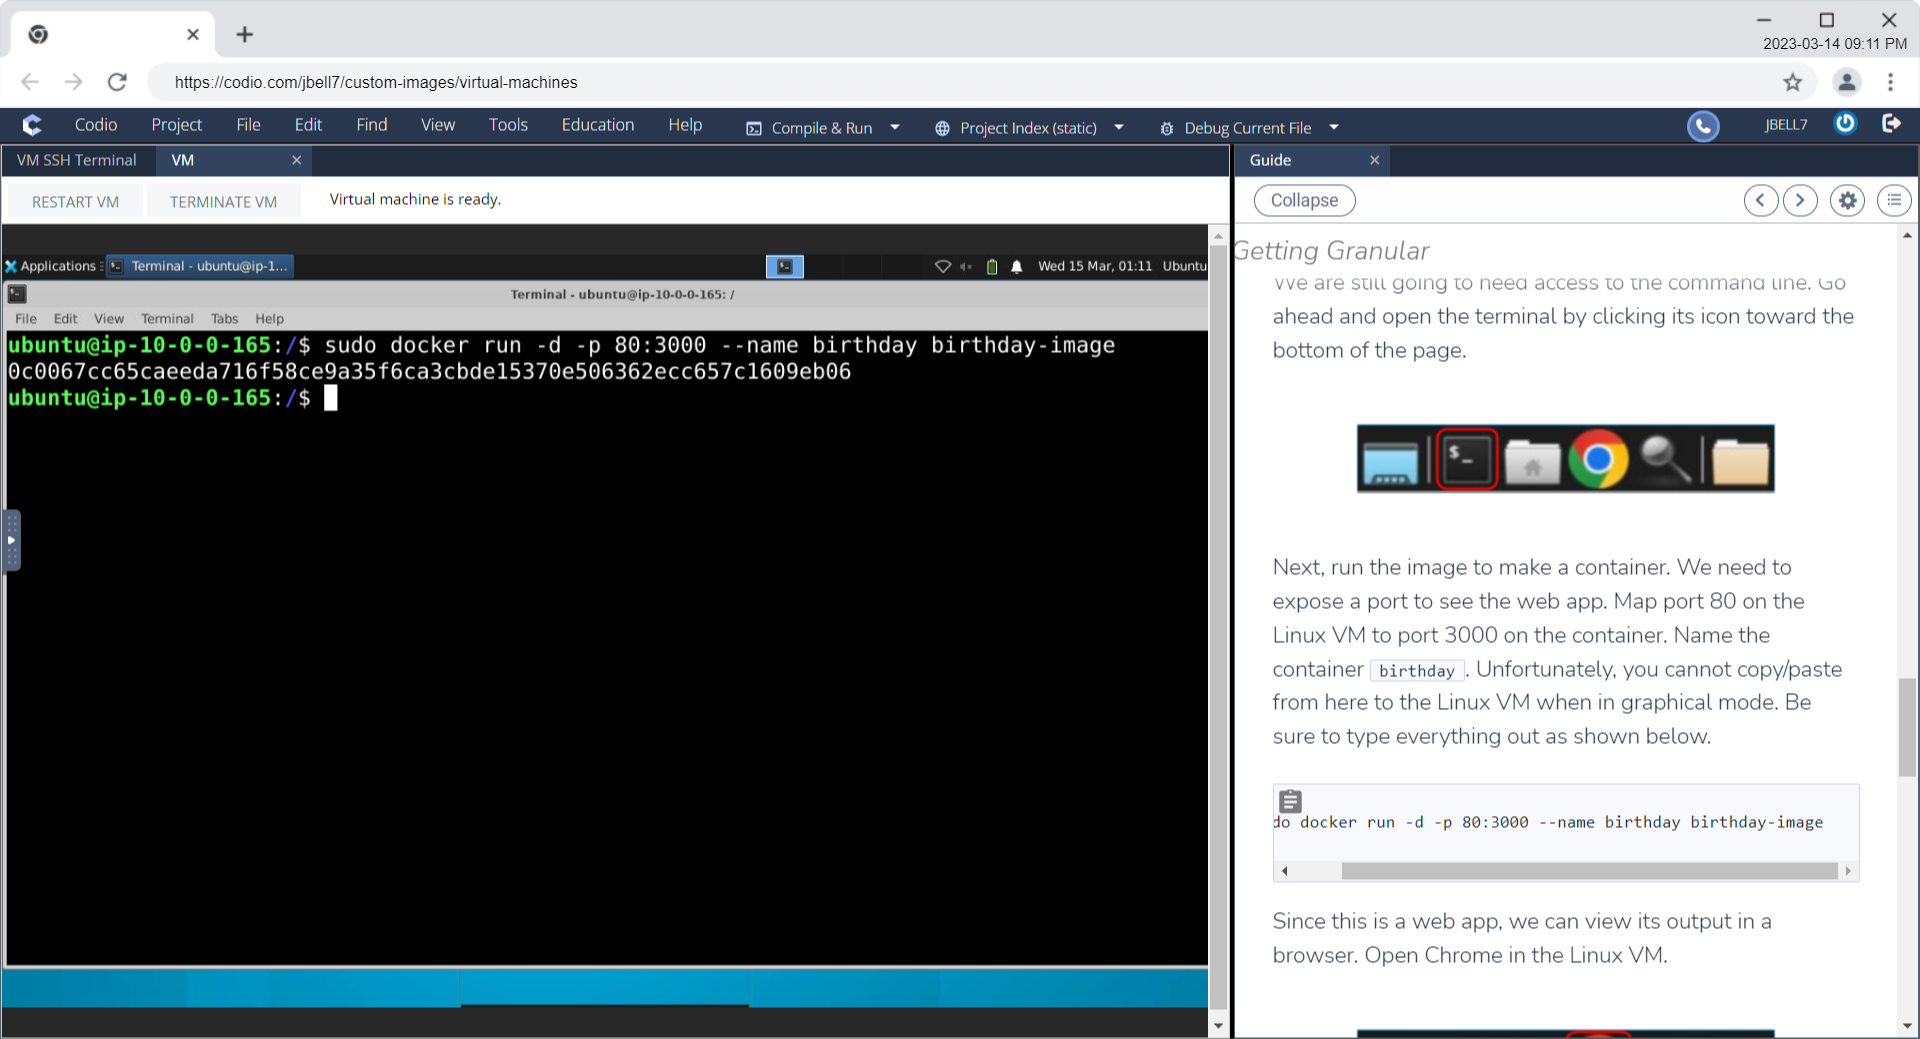 2023-03-14 09:11 PM
https://codio.com/jbell7/custom-images/virtual-machines
Codio Project File Edit Find View Tools Education Help Compile & Run Project Index (static) Debug Current File JBELL7
VM SSH Terminal VM
RESTART VM TERMINATE VM Virtual machine is ready.
Applications Terminal - ubuntu@ip-1... Wed 15 Mar, 01:11 Ubuntu
Terminal - ubuntu@ip-10-0-0-165: /
File Edit View Terminal Tabs Help
ubuntu@ip-10-0-0-165:/$ sudo docker run -d -p 80:3000 --name birthday birthday-image
0c0067cc65caeeda716f58ce9a35f6ca3cbde15370e506362ecc657c1609eb06
ubuntu@ip-10-0-0-165:/$
Guide
Collapse
Getting Granular
We are still going to need access to the command line. Go
ahead and open the terminal by clicking its icon toward the
bottom of the page.
$_
Next, run the image to make a container. We need to
expose a port to see the web app. Map port 80 on the
Linux VM to port 3000 on the container. Name the
container birthday . Unfortunately, you cannot copy/paste
from here to the Linux VM when in graphical mode. Be
sure to type everything out as shown below.
do docker run -d -p 80:3000 --name birthday birthday-image
Since this is a web app, we can view its output in a
browser. Open Chrome in the Linux VM.